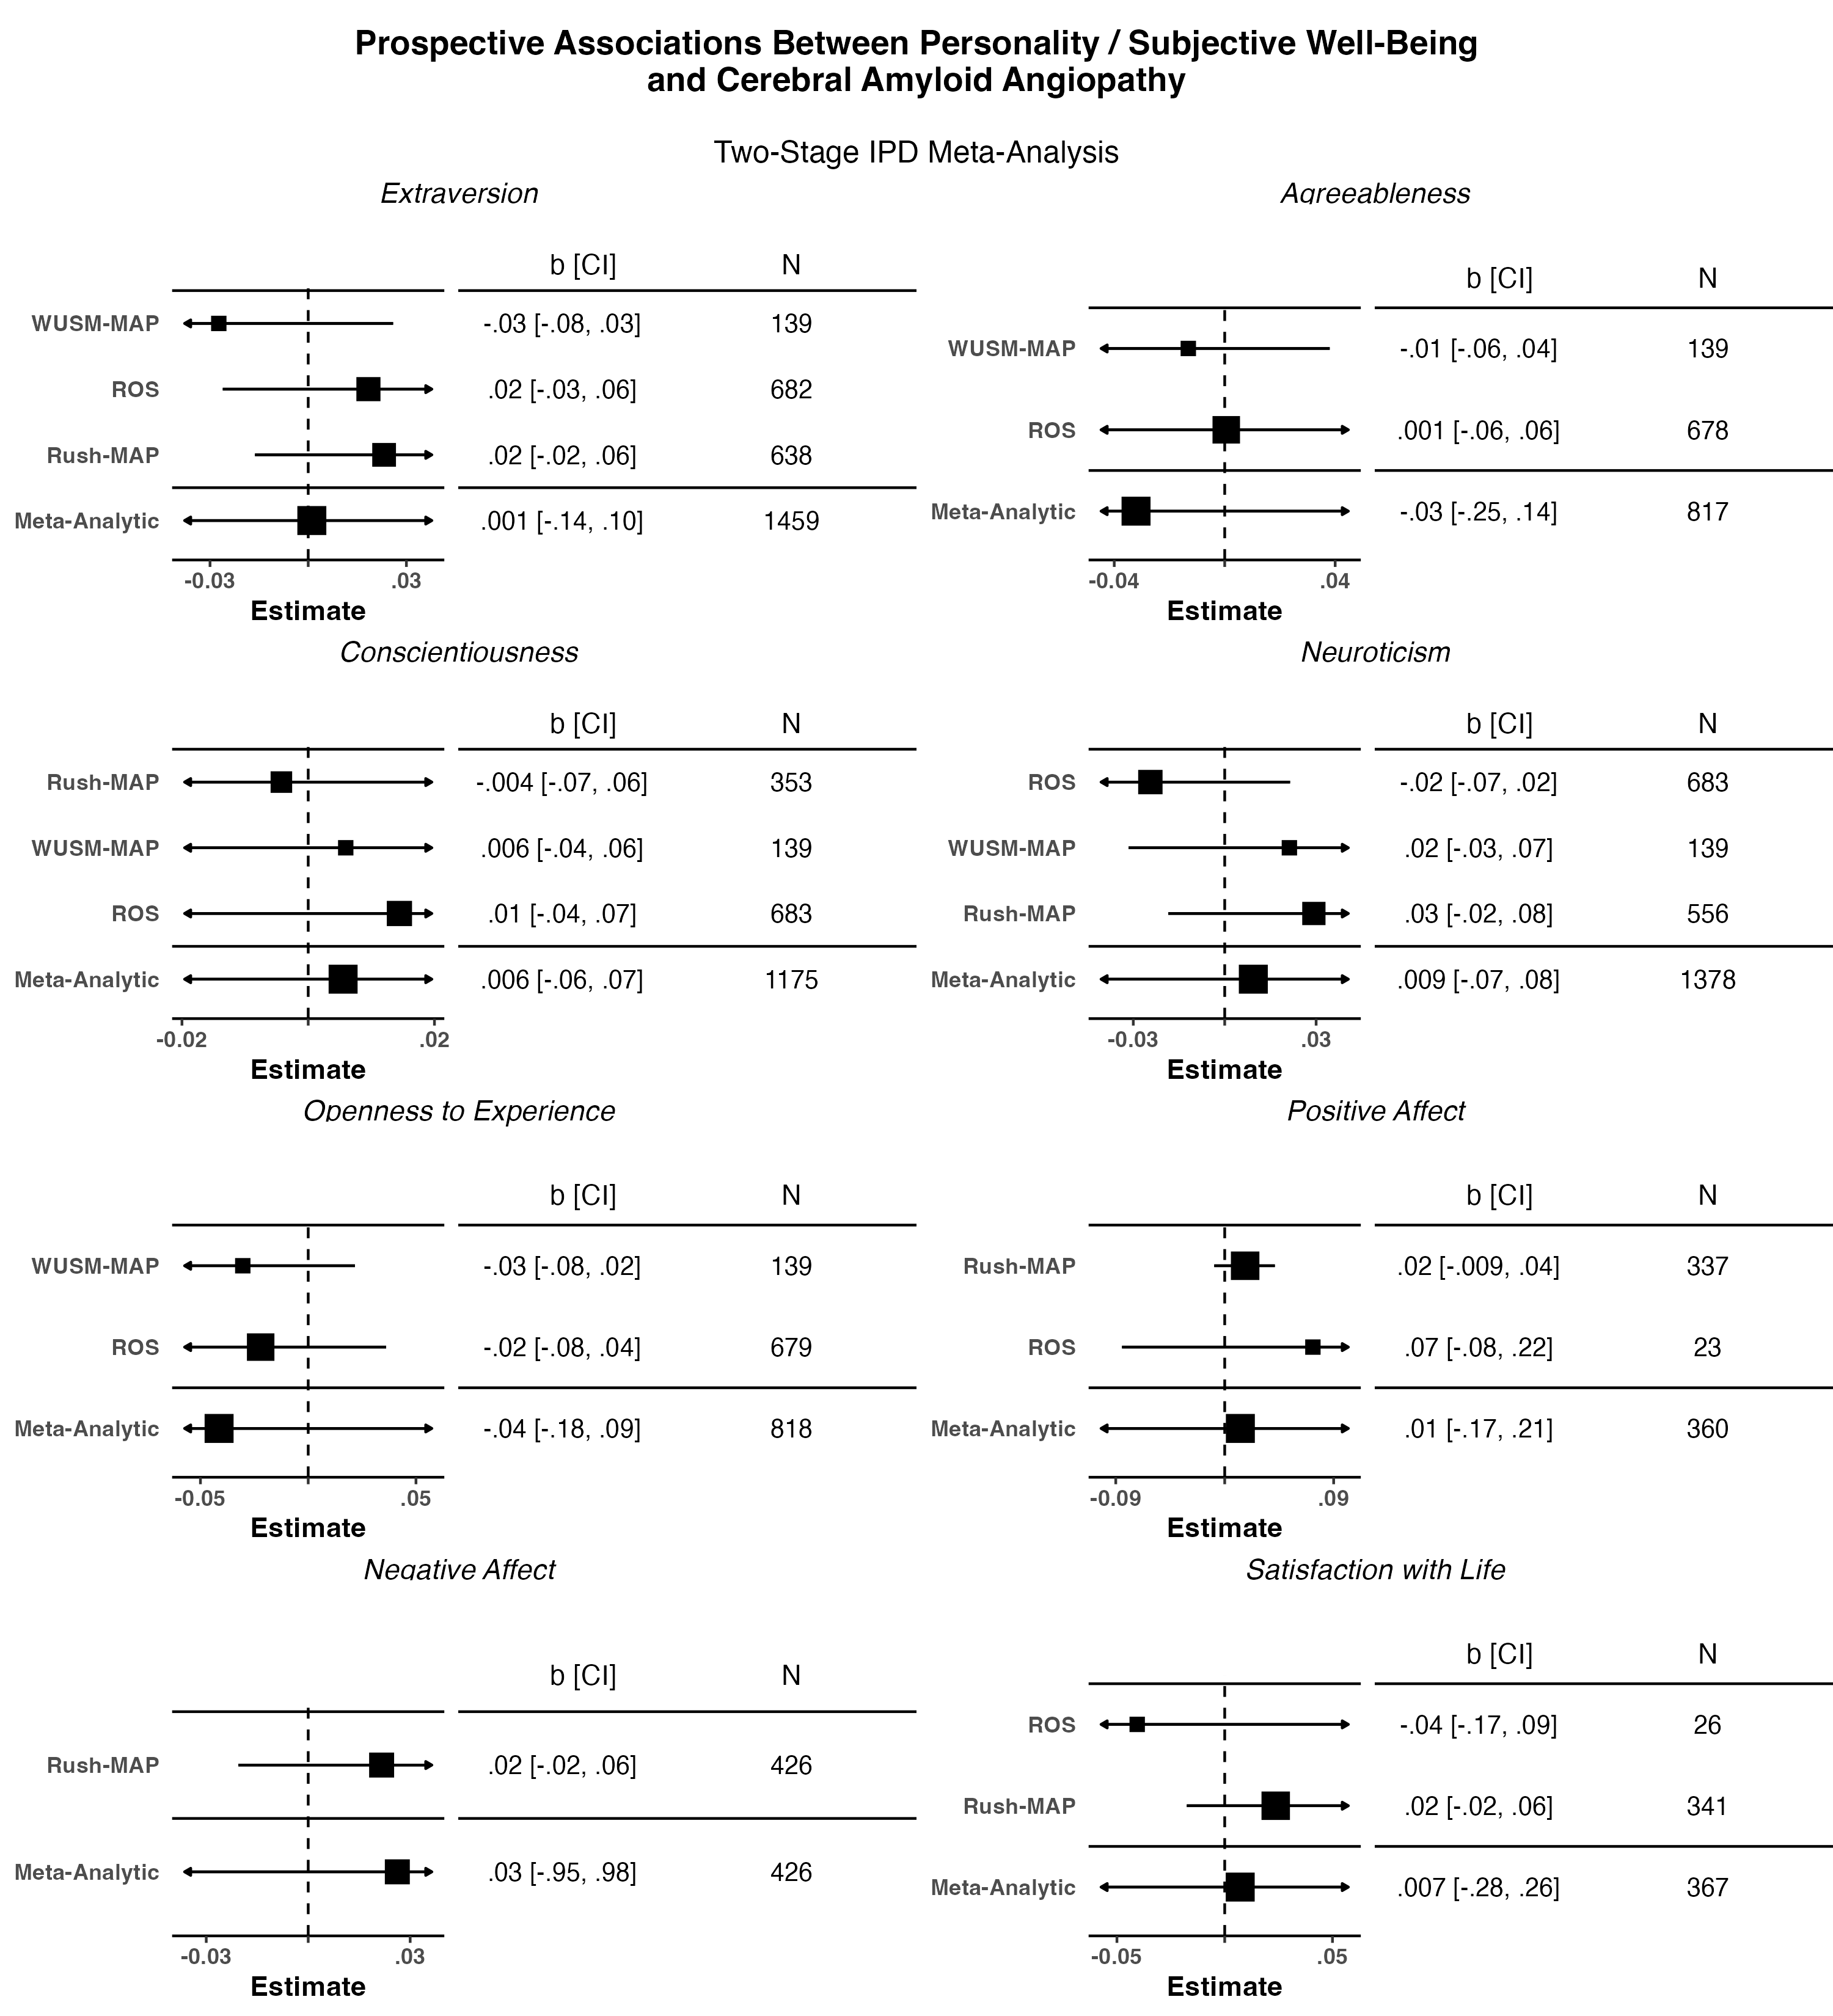 Prospective Associations Between Personality / Subjective Well-Being
and Cerebral Amyloid Angiopathy
Two-Stage IPD Meta-Analysis
Extraversion
b [CI] N
WUSM-MAP -.03 [-.08, .03] 139
ROS .02 [-.03, .06] 682
Rush-MAP .02 [-.02, .06] 638
Meta-Analytic .001 [-.14, .10] 1459
-0.03 .03
Estimate
Agreeableness
b [CI] N
WUSM-MAP -.01 [-.06, .04] 139
ROS .001 [-.06, .06] 678
Meta-Analytic -.03 [-.25, .14] 817
-0.04 .04
Estimate
Conscientiousness
b [CI] N
Rush-MAP -.004 [-.07, .06] 353
WUSM-MAP .006 [-.04, .06] 139
ROS .01 [-.04, .07] 683
Meta-Analytic .006 [-.06, .07] 1175
-0.02 .02
Estimate
Neuroticism
b [CI] N
ROS -.02 [-.07, .02] 683
WUSM-MAP .02 [-.03, .07] 139
Rush-MAP .03 [-.02, .08] 556
Meta-Analytic .009 [-.07, .08] 1378
-0.03 .03
Estimate
Openness to Experience
b [CI] N
WUSM-MAP -.03 [-.08, .02] 139
ROS -.02 [-.08, .04] 679
Meta-Analytic -.04 [-.18, .09] 818
-0.05 .05
Estimate
Positive Affect
b [CI] N
Rush-MAP .02 [-.009, .04] 337
ROS .07 [-.08, .22] 23
Meta-Analytic .01 [-.17, .21] 360
-0.09 .09
Estimate
Negative Affect
b [CI] N
Rush-MAP .02 [-.02, .06] 426
Meta-Analytic .03 [-.95, .98] 426
-0.03 .03
Estimate
Satisfaction with Life
b [CI] N
ROS -.04 [-.17, .09] 26
Rush-MAP .02 [-.02, .06] 341
Meta-Analytic .007 [-.28, .26] 367
-0.05 .05
Estimate